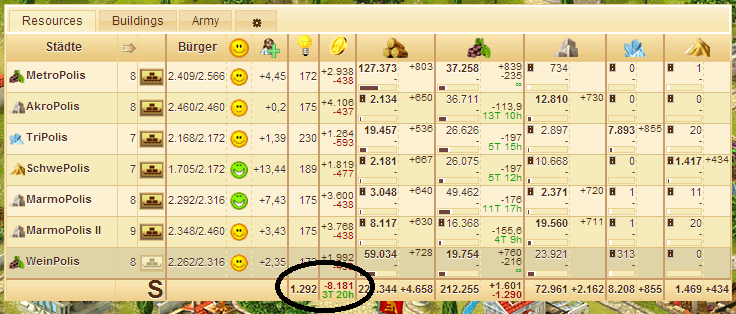 Resources Buildings Army
Städte Bürger
MetroPolis 8 2.409/2.566 +4,45 172 +2.938 127.373 +803 37.258 +839 734 0 1
-438 - -235 - - -
∞
AkroPolis 8 2.460/2.460 +0,2 175 +4.106 2.134 +650 36.711 -113,9 12.810 +730 0 0
-437 - 13T 10h - - -
TriPolis 7 2.168/2.172 +1,39 230 +1.264 19.457 +536 26.626 -197 2.897 7.893 +855 20
-593 - 5T 15h - - -
SchwePolis 7 1.705/2.172 +13,44 189 +1.819 2.181 +667 26.075 -197 10.668 0 1.417 +434
-477 - 5T 12h - - -
MarmoPolis 8 2.292/2.316 +7,43 175 +3.600 3.048 +640 49.462 -176 2.371 +720 1 11
-438 - 11T 17h - - -
MarmoPolis II 9 2.348/2.460 +3,43 175 +3.768 8.117 +630 16.368 -155,6 19.560 +711 1 20
-438 - 4T 9h - - -
WeinPolis 8 2.262/2.316 +2,35 +1.992 59.034 +728 19.754 +760 23.921 313 0
- -216 - - -
∞
S 1.292 -8.181 +4.658 212.255 +1.601 72.961 +2.162 8.208 +855 1.469 +434
3T 20h -1.290